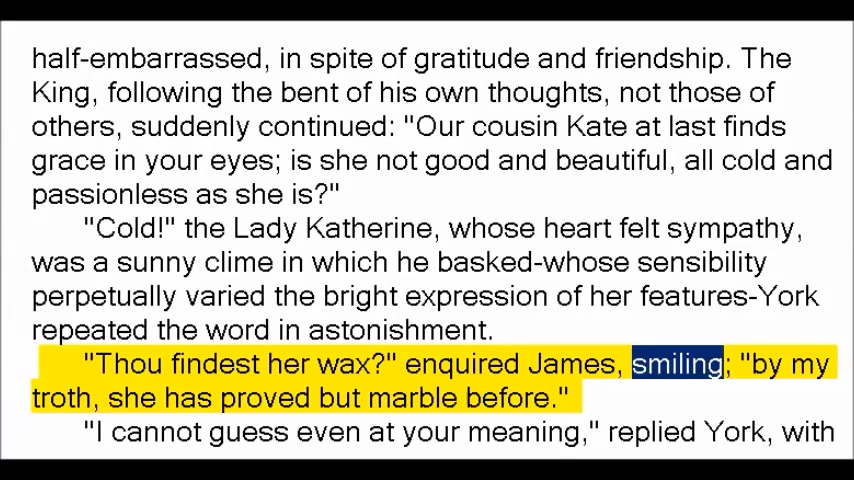 half-embarrassed, in spite of gratitude and friendship. The
King, following the bent of his own thoughts, not those of
others, suddenly continued: "Our cousin Kate at last finds
grace in your eyes; is she not good and beautiful, all cold and
passionless as she is?"
"Cold!" the Lady Katherine, whose heart felt sympathy,
was a sunny clime in which he basked-whose sensibility
perpetually varied the bright expression of her features-York
repeated the word in astonishment.
"Thou findest her wax?" enquired James, smiling; "by my
troth, she has proved but marble before."
"I cannot guess even at your meaning," replied York, with